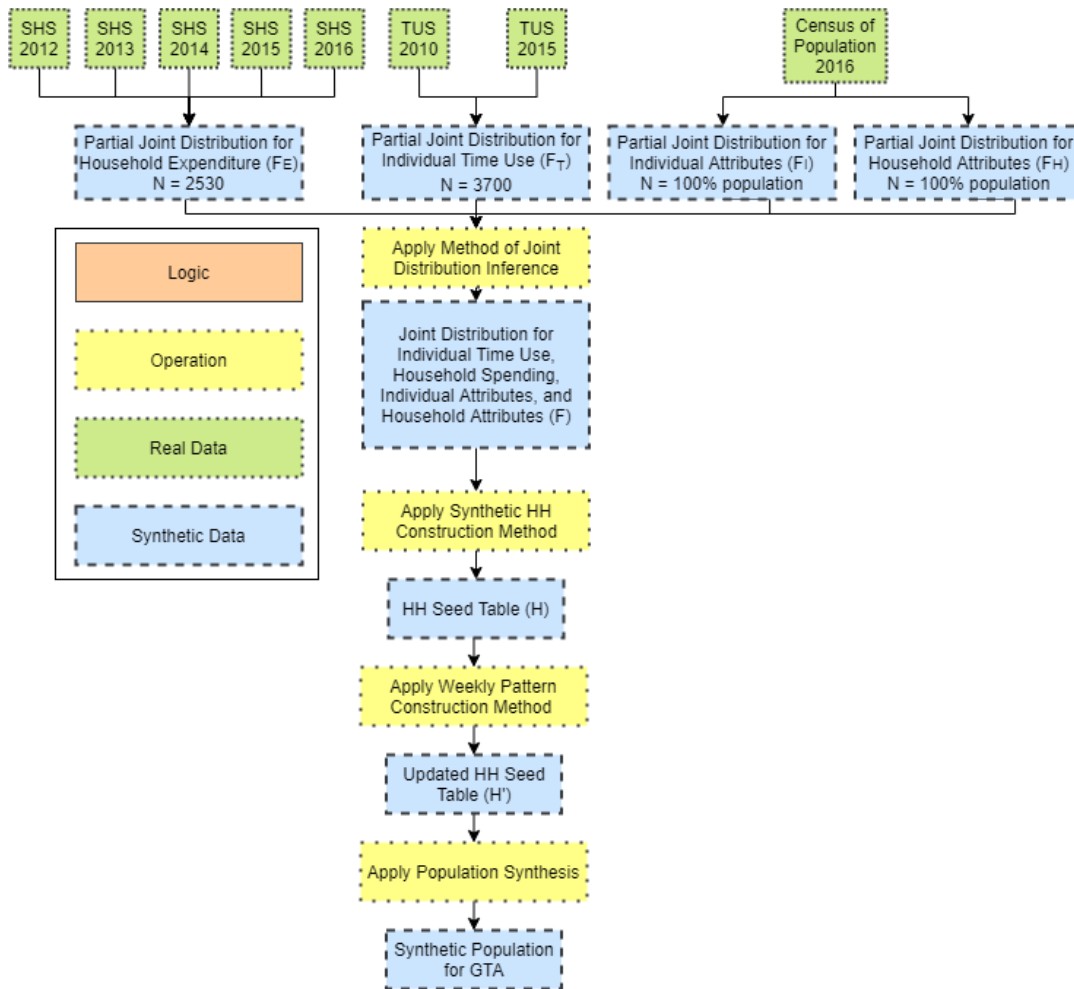 SHS
2012
SHS
2013
SHS
2014
SHS
2015
SHS
2016
TUS
2010
TUS
2015
Census of
Population
2016
Partial Joint Distribution for
Household Expenditure (FE)
N = 2530
Partial Joint Distribution for
Individual Time Use (FT)
N = 3700
Partial Joint Distribution for
Individual Attributes (FI)
N = 100% population
Partial Joint Distribution for
Household Attributes (FH)
N = 100% population
Logic
Operation
Real Data
Synthetic Data
Apply Method of Joint
Distribution Inference
Joint Distribution for
Individual Time Use,
Household Spending,
Individual Attributes, and
Household Attributes (F)
Apply Synthetic HH
Construction Method
HH Seed Table (H)
Apply Weekly Pattern
Construction Method
Updated HH Seed
Table (H')
Apply Population Synthesis
Synthetic Population
for GTA